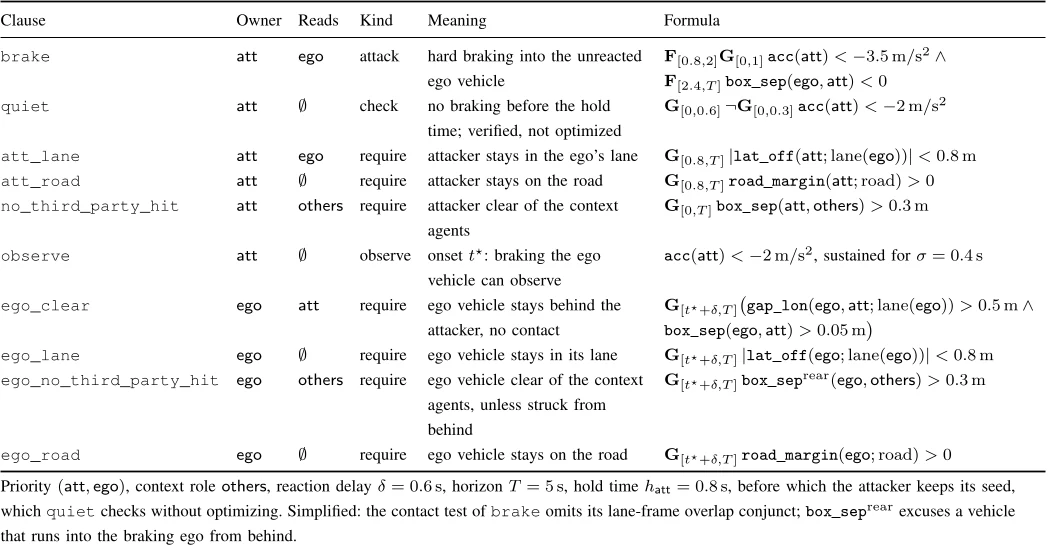 Clause Owner Reads Kind Meaning Formula
brake att ego attack hard braking into the unreacted F[0.8,2]G[0,1] acc(att) < −3.5 m/s² ∧
ego vehicle F[2.4,T] box_sep(ego, att) < 0
quiet att ∅ check no braking before the hold G[0,0.6] ¬G[0,0.3] acc(att) < −2 m/s²
time; verified, not optimized
att_lane att ego require attacker stays in the ego's lane G[0.8,T] |lat_off(att; lane(ego))| < 0.8 m
att_road att ∅ require attacker stays on the road G[0.8,T] road_margin(att; road) > 0
no_third_party_hit att others require attacker clear of the context G[0,T] box_sep(att, others) > 0.3 m
agents
observe att ∅ observe onset t⋆: braking the ego acc(att) < −2 m/s², sustained for σ = 0.4 s
vehicle can observe
ego_clear ego att require ego vehicle stays behind the G[t⋆+δ,T] (gap_lon(ego, att; lane(ego)) > 0.5 m ∧
attacker, no contact box_sep(ego, att) > 0.05 m)
ego_lane ego ∅ require ego vehicle stays in its lane G[t⋆+δ,T] |lat_off(ego; lane(ego))| < 0.8 m
ego_no_third_party_hit ego others require ego vehicle clear of the context G[t⋆+δ,T] box_sep^rear(ego, others) > 0.3 m
agents, unless struck from
behind
ego_road ego ∅ require ego vehicle stays on the road G[t⋆+δ,T] road_margin(ego; road) > 0
Priority (att, ego), context role others, reaction delay δ = 0.6 s, horizon T = 5 s, hold time h_att = 0.8 s, before which the attacker keeps its seed,
which quiet checks without optimizing. Simplified: the contact test of brake omits its lane-frame overlap conjunct; box_sep^rear excuses a vehicle
that runs into the braking ego from behind.